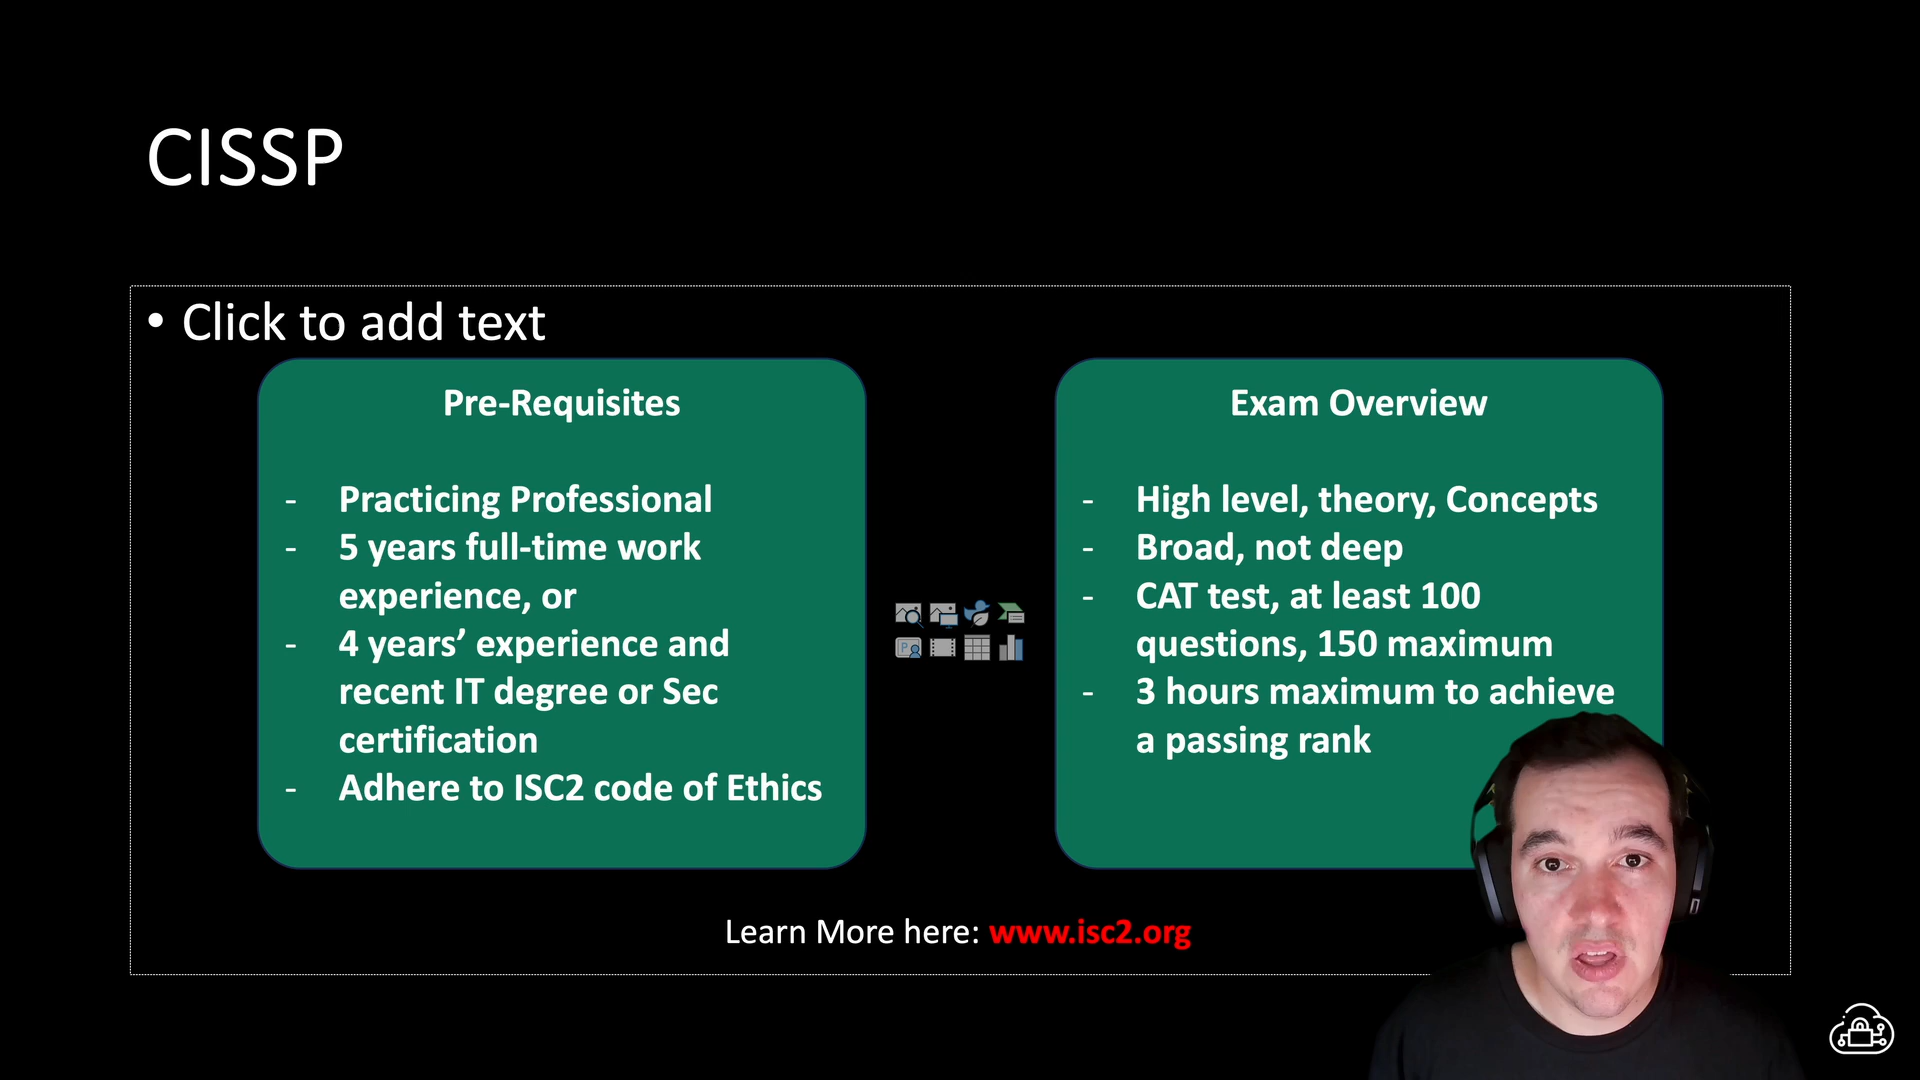 CISSP
• Click to add text
Pre-Requisites
- Practicing Professional
- 5 years full-time work
experience, or
- 4 years’ experience and
recent IT degree or Sec
certification
- Adhere to ISC2 code of Ethics
Exam Overview
- High level, theory, Concepts
- Broad, not deep
- CAT test, at least 100
questions, 150 maximum
- 3 hours maximum to achieve
a passing rank
Learn More here: www.isc2.org